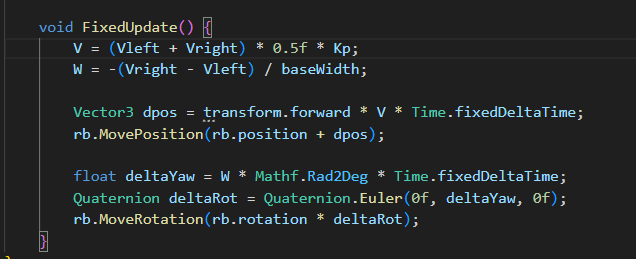 void FixedUpdate() {
V = (Vleft + Vright) * 0.5f * Kp;
W = -(Vright - Vleft) / baseWidth;
Vector3 dpos = transform.forward * V * Time.fixedDeltaTime;
rb.MovePosition(rb.position + dpos);
float deltaYaw = W * Mathf.Rad2Deg * Time.fixedDeltaTime;
Quaternion deltaRot = Quaternion.Euler(0f, deltaYaw, 0f);
rb.MoveRotation(rb.rotation * deltaRot);
}